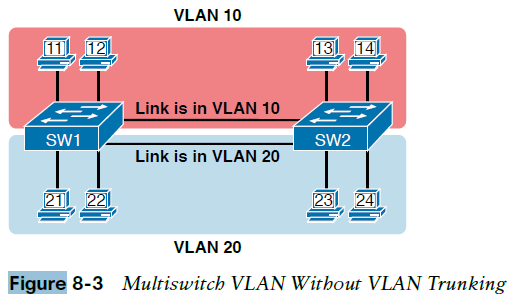 VLAN 10
11 12 13 14
Link is in VLAN 10
SW1 SW2
Link is in VLAN 20
21 22 23 24
VLAN 20
Figure 8-3 Multiswitch VLAN Without VLAN Trunking